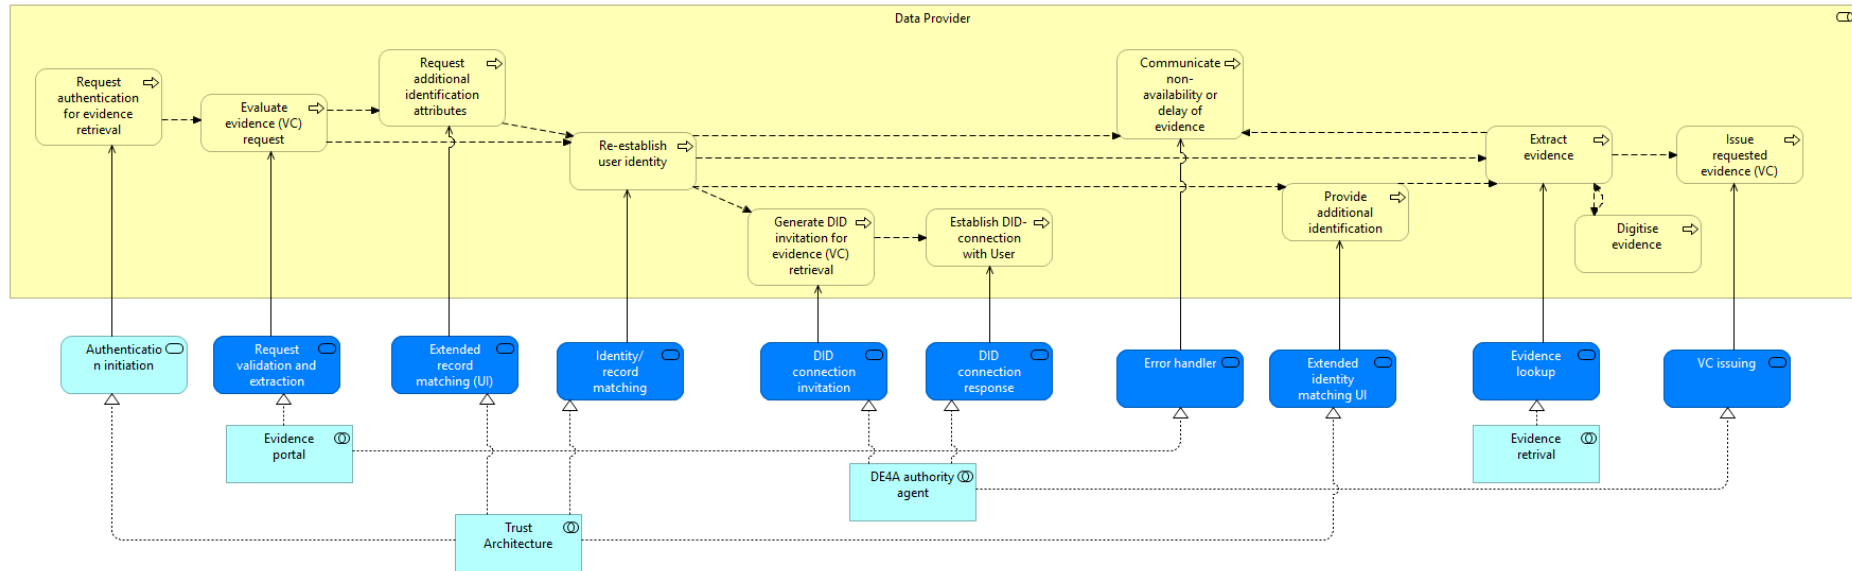 Data Provider
Request
authentication
for evidence
retrieval
Evaluate
evidence (VC)
request
Request
additional
identification
attributes
Re-establish
user identity
Generate DID
invitation for
evidence (VC)
retrieval
Establish DID-
connection
with User
Communicate
non-
availability or
delay of
evidence
Provide
additional
identification
Extract
evidence
Digitise
evidence
Issue
requested
evidence (VC)
Authenticatio
n initiation
Request
validation and
extraction
Extended
record
matching (UI)
Identity/
record
matching
DID
connection
invitation
DID
connection
response
Error handler
Extended
identity
matching UI
Evidence
lookup
VC issuing
Evidence
portal
DE4A authority
agent
Evidence
retrival
Trust
Architecture